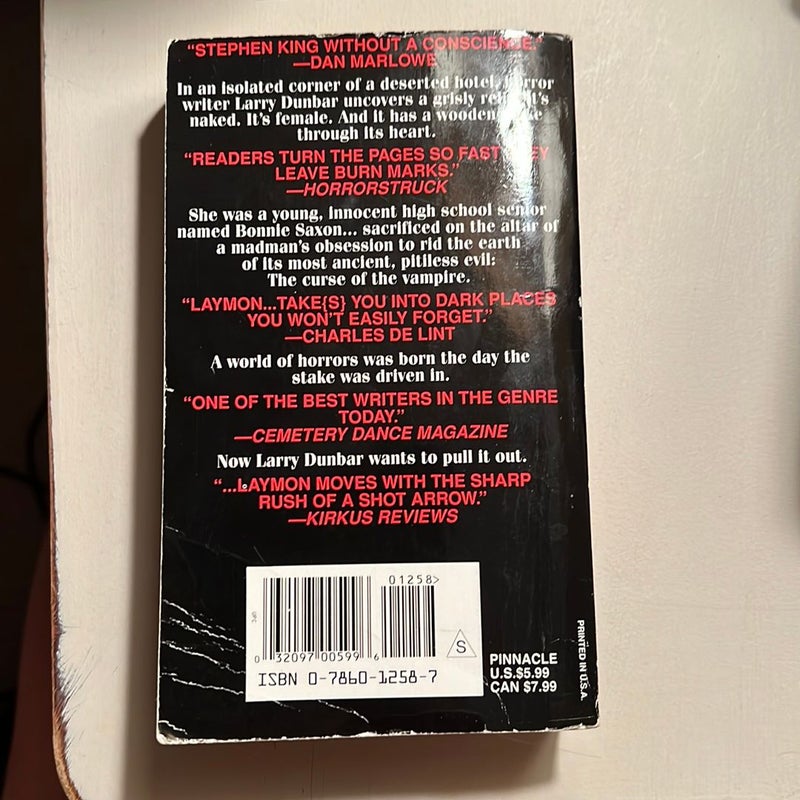 "STEPHEN KING WITHOUT A CONSCIENCE."
—DAN MARLOWE
In an isolated corner of a deserted hotel, horror
writer Larry Dunbar uncovers a grisly It's
naked. It's female. And it has a wooden
through its heart.
"READERS TURN THE PAGES SO FAST THEY
LEAVE BURN MARKS."
—HORRORSTRUCK
She was a young, innocent high school senior
named Bonnie Saxon... sacrificed on the altar of
a madman's obsession to rid the earth
of its most ancient, pitiless evil:
The curse of the vampire.
"LAYMON...TAKE{S} YOU INTO DARK PLACES
YOU WON'T EASILY FORGET."
—CHARLES DE LINT
A world of horrors was born the day the
stake was driven in.
"ONE OF THE BEST WRITERS IN THE GENRE
TODAY."
—CEMETERY DANCE MAGAZINE
Now Larry Dunbar wants to pull it out.
"...LAYMON MOVES WITH THE SHARP
RUSH OF A SHOT ARROW."
—KIRKUS REVIEWS
01258>
0 32097 00599 6
S
ISBN 0-7860-1258-7
PINNACLE
U.S.$5.99
CAN $7.99
PRINTED IN U.S.A.